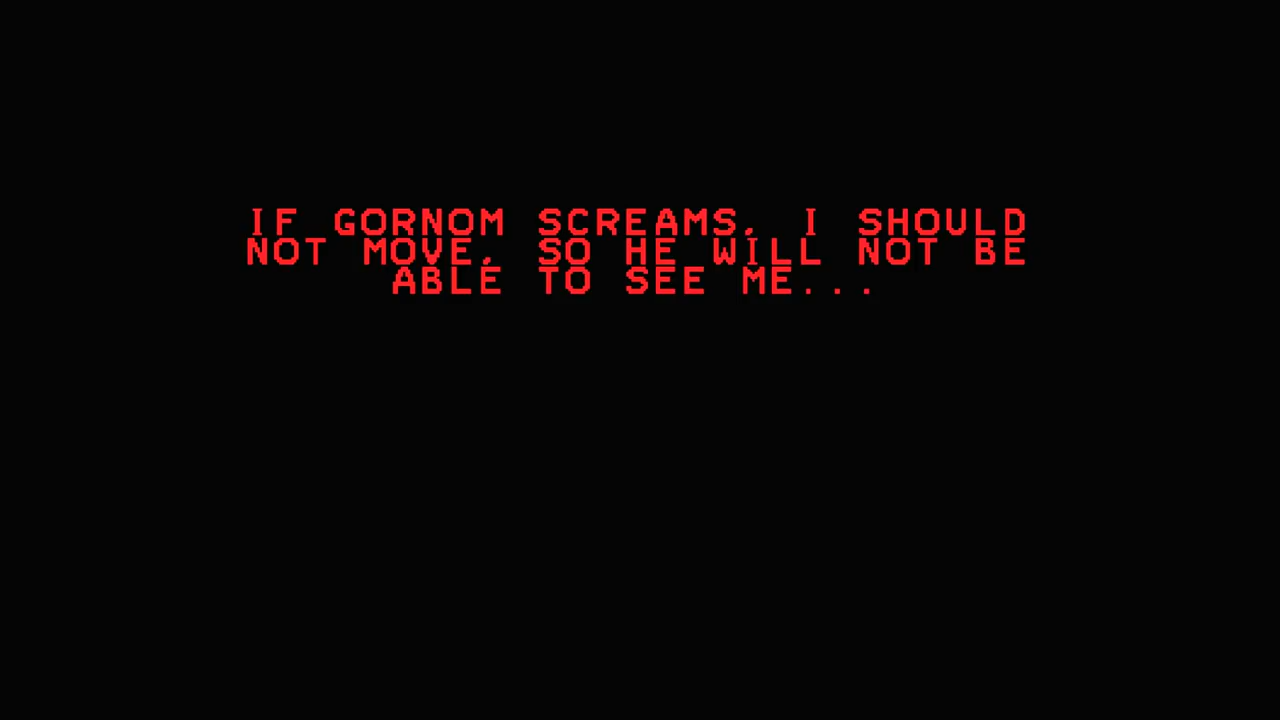 IF GORNOM SCREAMS, I SHOULD
NOT MOVE, SO HE WILL NOT BE
ABLE TO SEE ME...